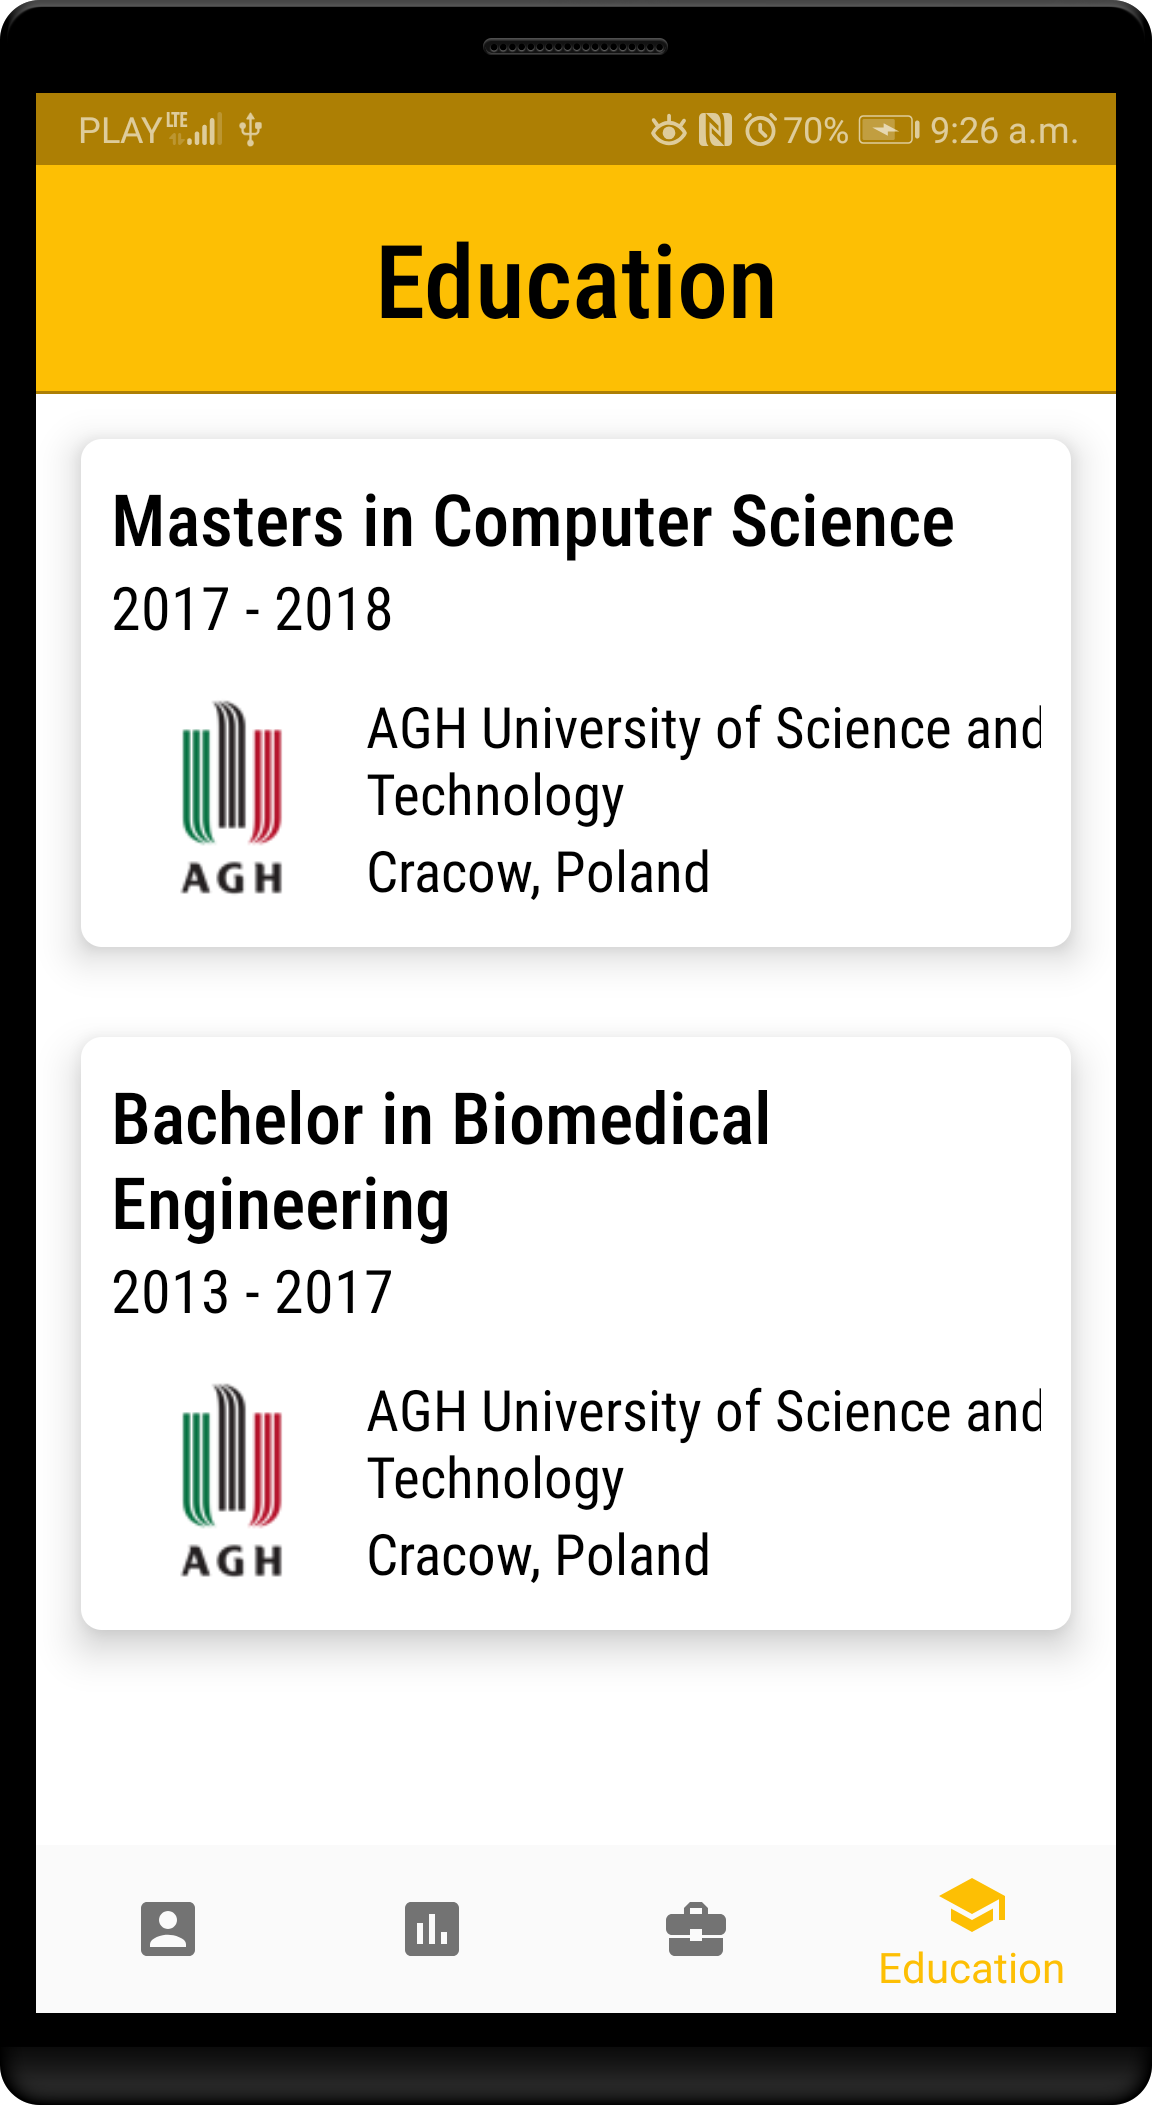 PLAY LTE 70% 9:26 a.m.
Education
Masters in Computer Science
2017 - 2018
AGH University of Science and
Technology
Cracow, Poland
AGH
Bachelor in Biomedical
Engineering
2013 - 2017
AGH University of Science and
Technology
Cracow, Poland
AGH
Education